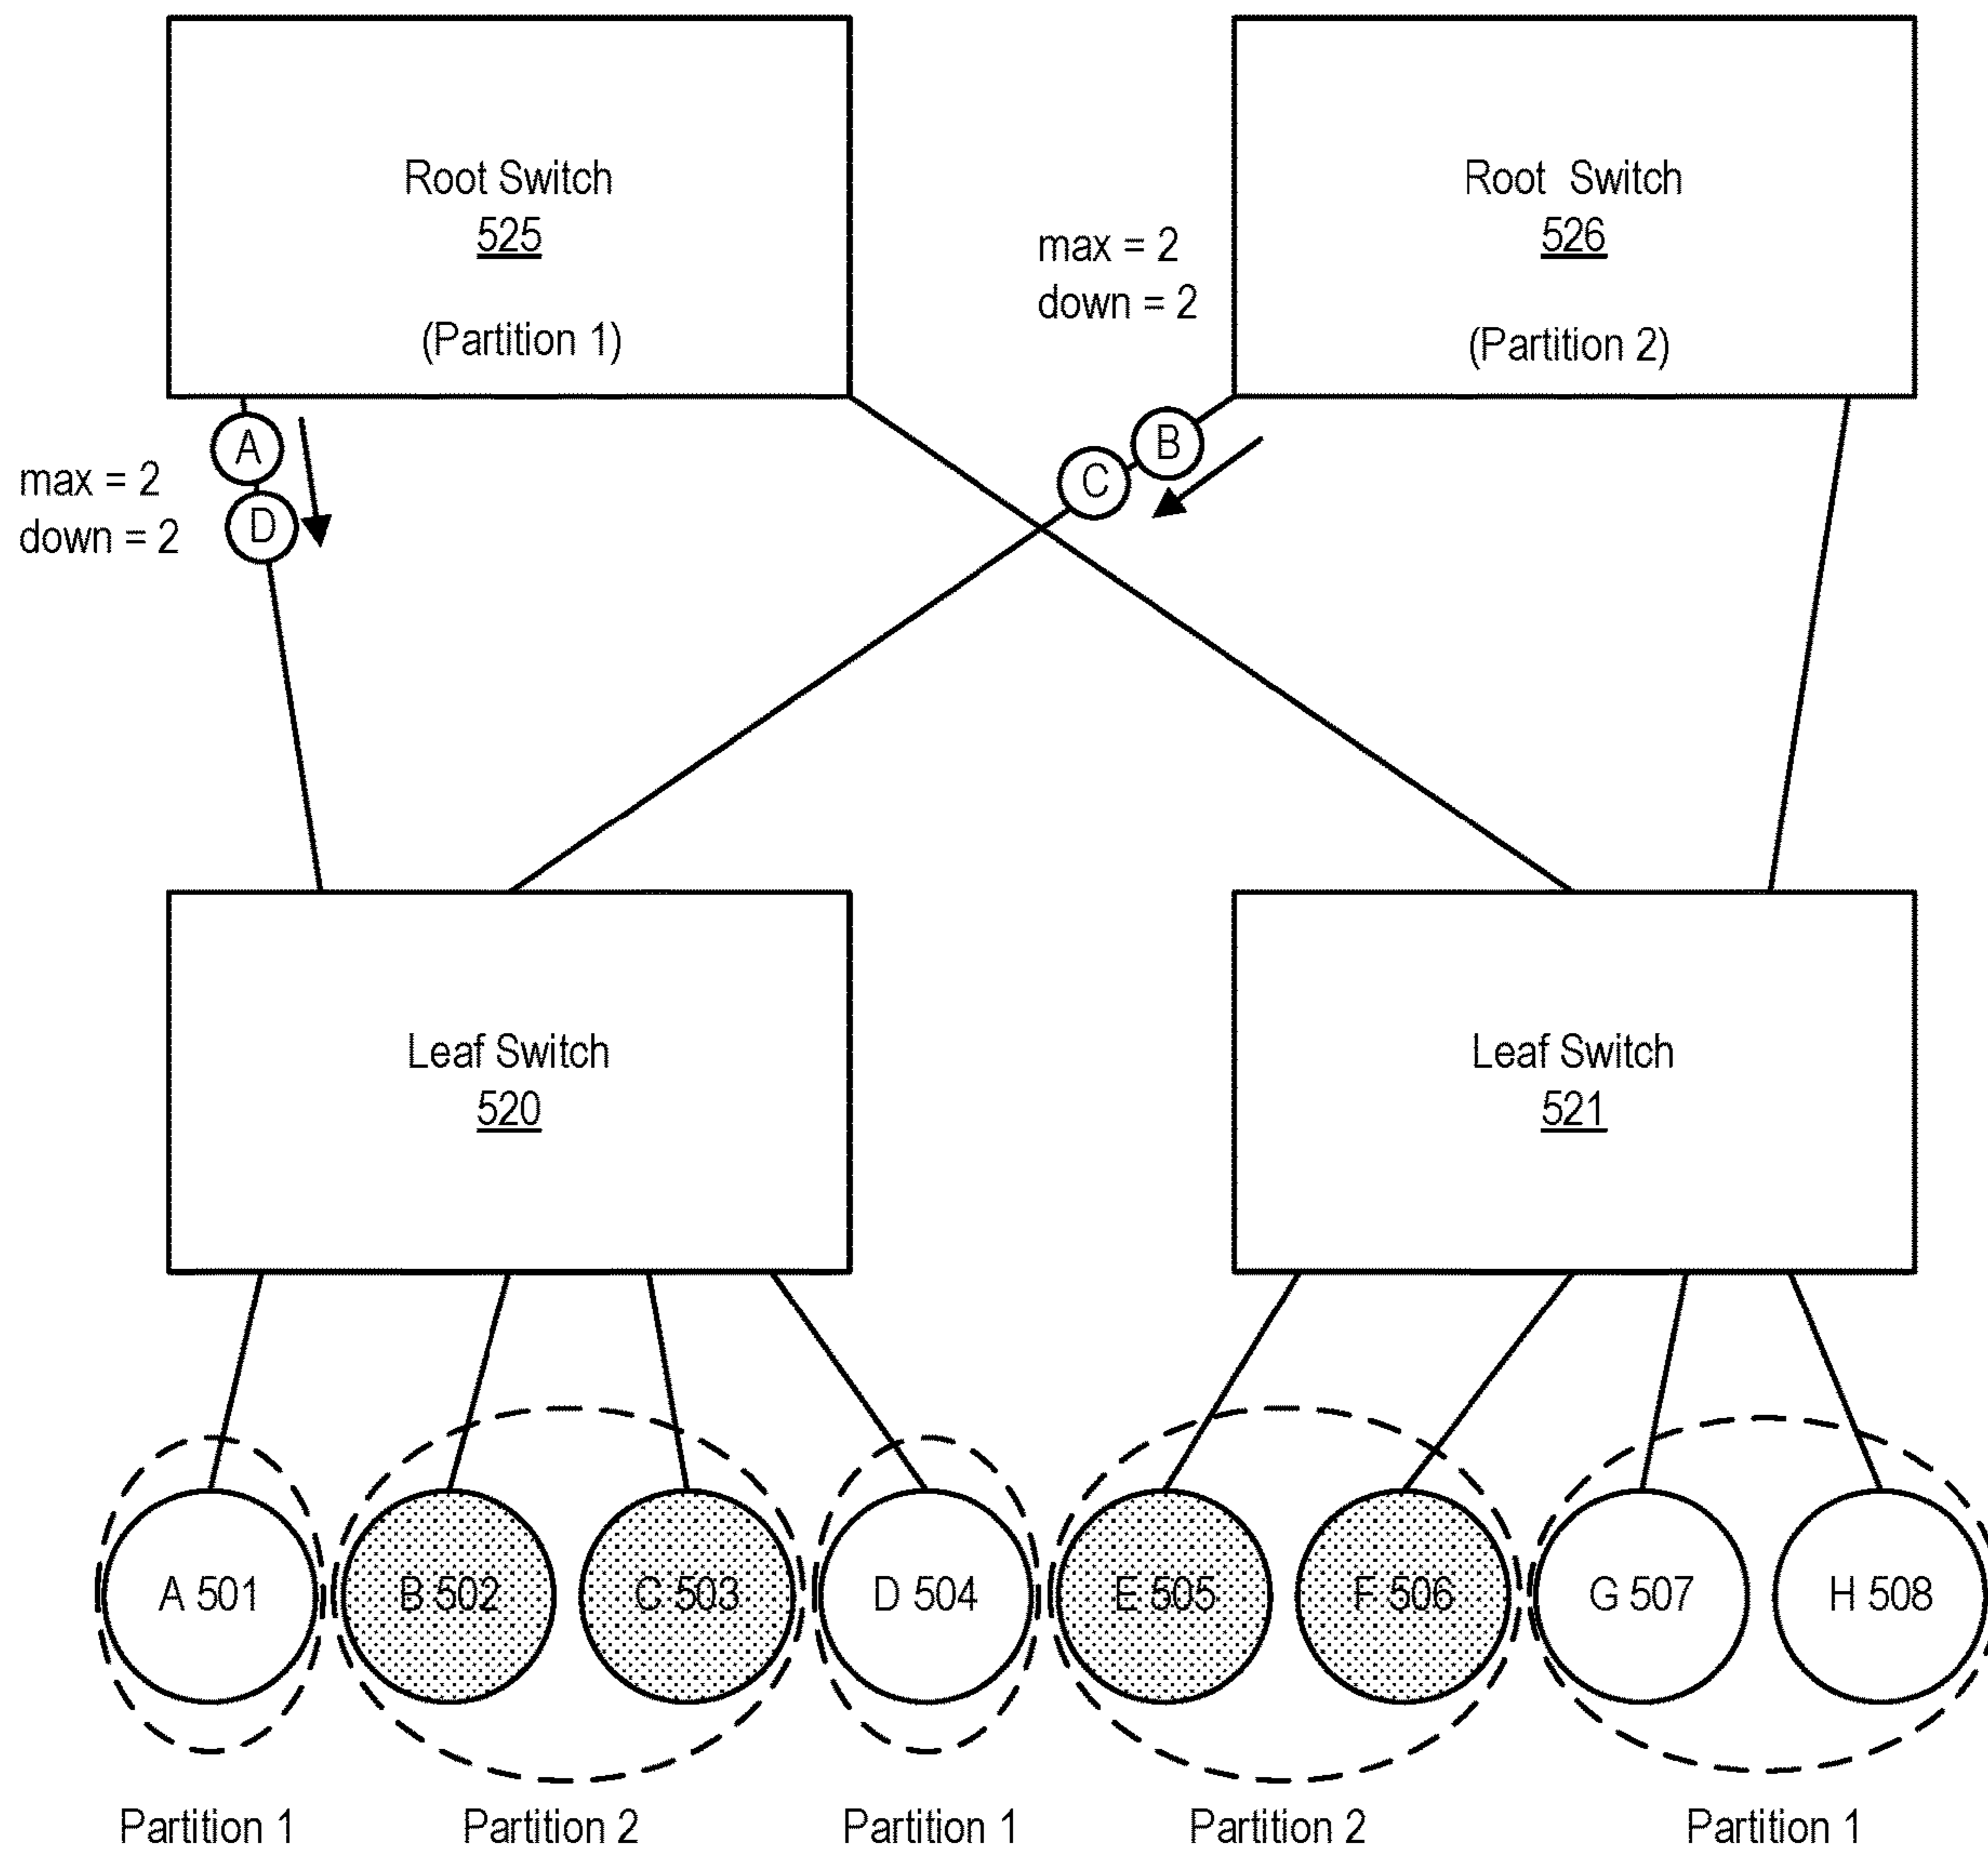 Root Switch
525
(Partition 1)
Root Switch
526
(Partition 2)
max = 2
down = 2
A
D
max = 2
down = 2
B
C
Leaf Switch
520
Leaf Switch
521
A 501
B 502
C 503
D 504
E 505
F 506
G 507
H 508
Partition 1
Partition 2
Partition 1
Partition 2
Partition 1